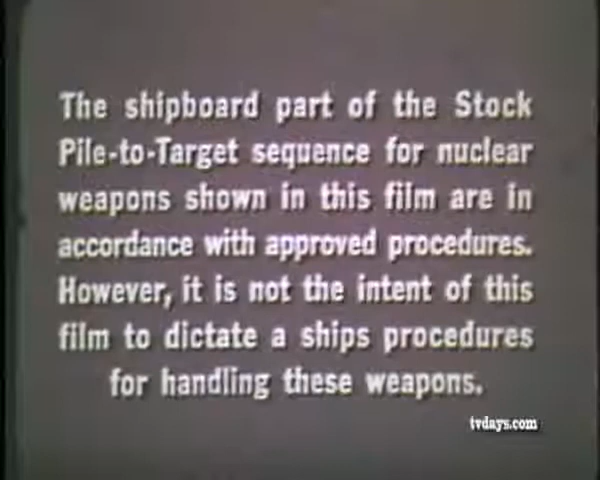 The shipboard part of the Stock
Pile-to-Target sequence for nuclear
weapons shown in this film are in
accordance with approved procedures.
However, it is not the intent of this
film to dictate a ships procedures
for handling these weapons.
tvdays.com